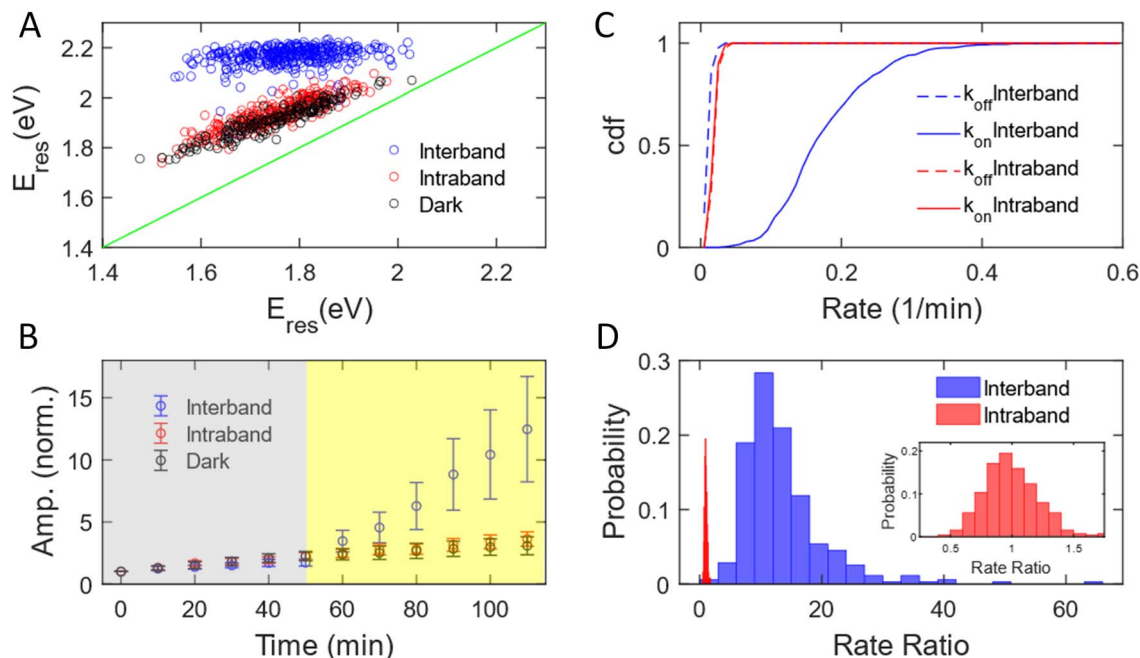 A
2.2
2
1.8
1.6
1.4
E_res(eV)
Interband
Intraband
Dark
1.4 1.6 1.8 2 2.2
E_res(eV)
C
1
0.5
0
cdf
k_off Interband
k_on Interband
k_off Intraband
k_on Intraband
0 0.2 0.4 0.6
Rate (1/min)
B
15
10
5
0
Amp. (norm.)
Interband
Intraband
Dark
0 20 40 60 80 100
Time (min)
D
0.3
0.2
0.1
0
Probability
Interband
Intraband
0.2
0.1
0
Probability
0.5 1 1.5
Rate Ratio
0 20 40 60
Rate Ratio